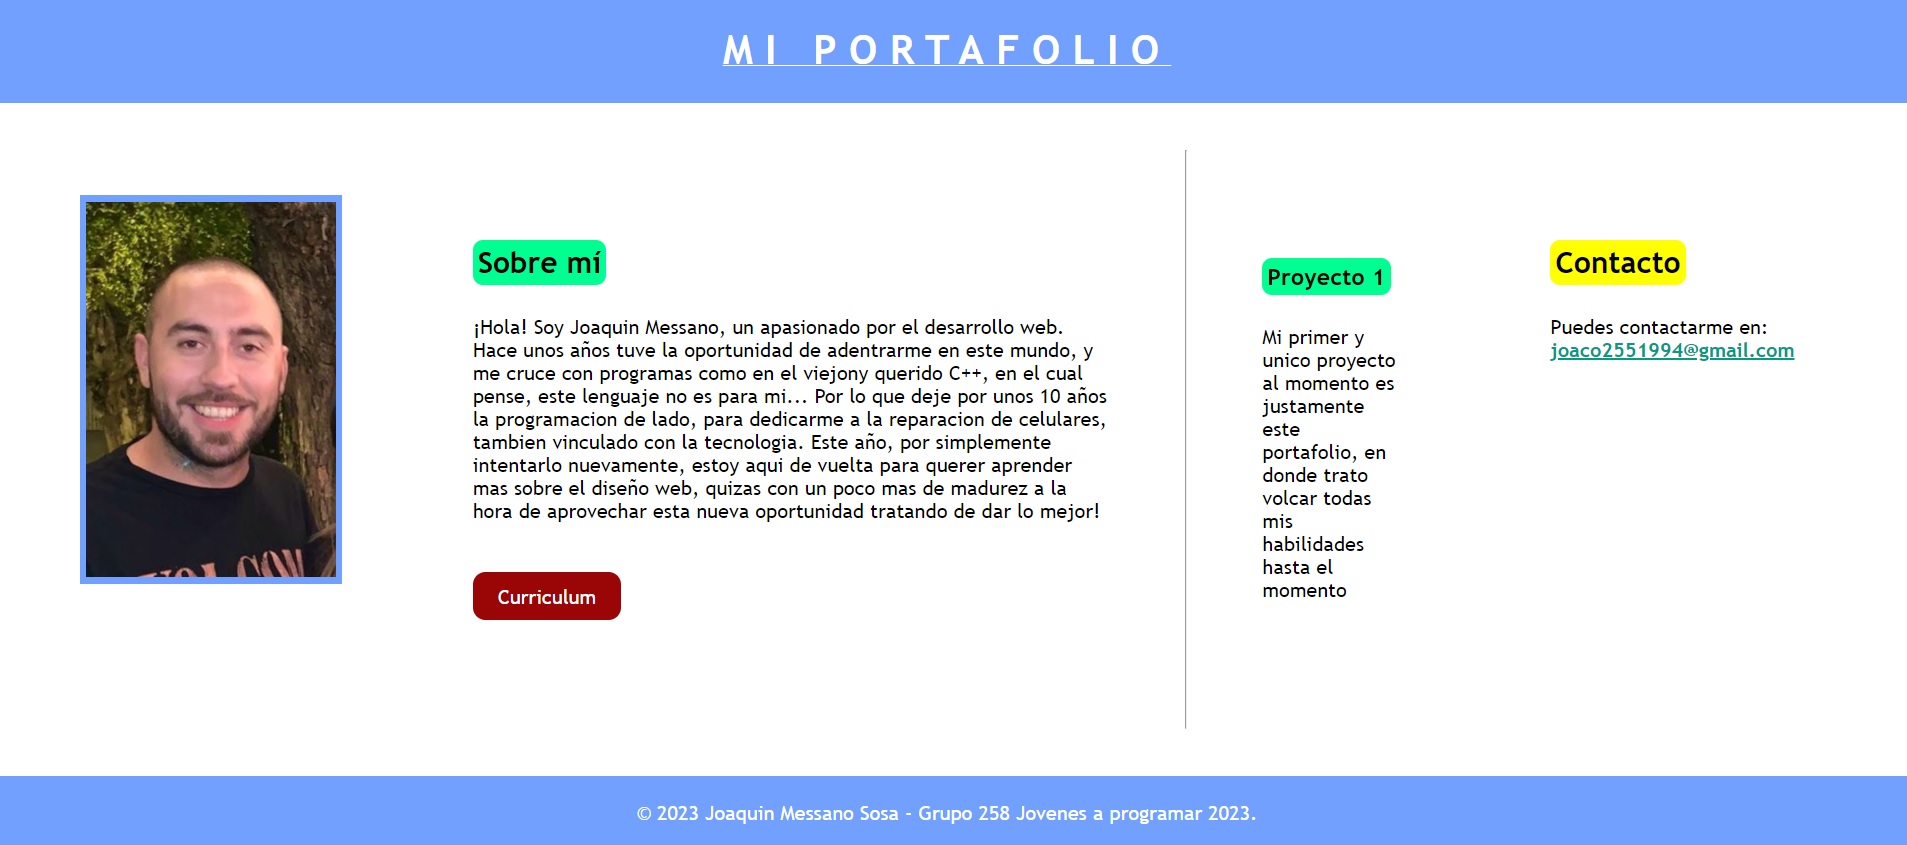 MI PORTAFOLIO
Sobre mí
¡Hola! Soy Joaquin Messano, un apasionado por el desarrollo web.
Hace unos años tuve la oportunidad de adentrarme en este mundo, y
me cruce con programas como en el viejony querido C++, en el cual
pense, este lenguaje no es para mi... Por lo que deje por unos 10 años
la programacion de lado, para dedicarme a la reparacion de celulares,
tambien vinculado con la tecnologia. Este año, por simplemente
intentarlo nuevamente, estoy aqui de vuelta para querer aprender
mas sobre el diseño web, quizas con un poco mas de madurez a la
hora de aprovechar esta nueva oportunidad tratando de dar lo mejor!
Curriculum
Proyecto 1
Mi primer y
unico proyecto
al momento es
justamente
este
portafolio, en
donde trato
volcar todas
mis
habilidades
hasta el
momento
Contacto
Puedes contactarme en:
joaco2551994@gmail.com
VOLCOM
© 2023 Joaquin Messano Sosa - Grupo 258 Jovenes a programar 2023.